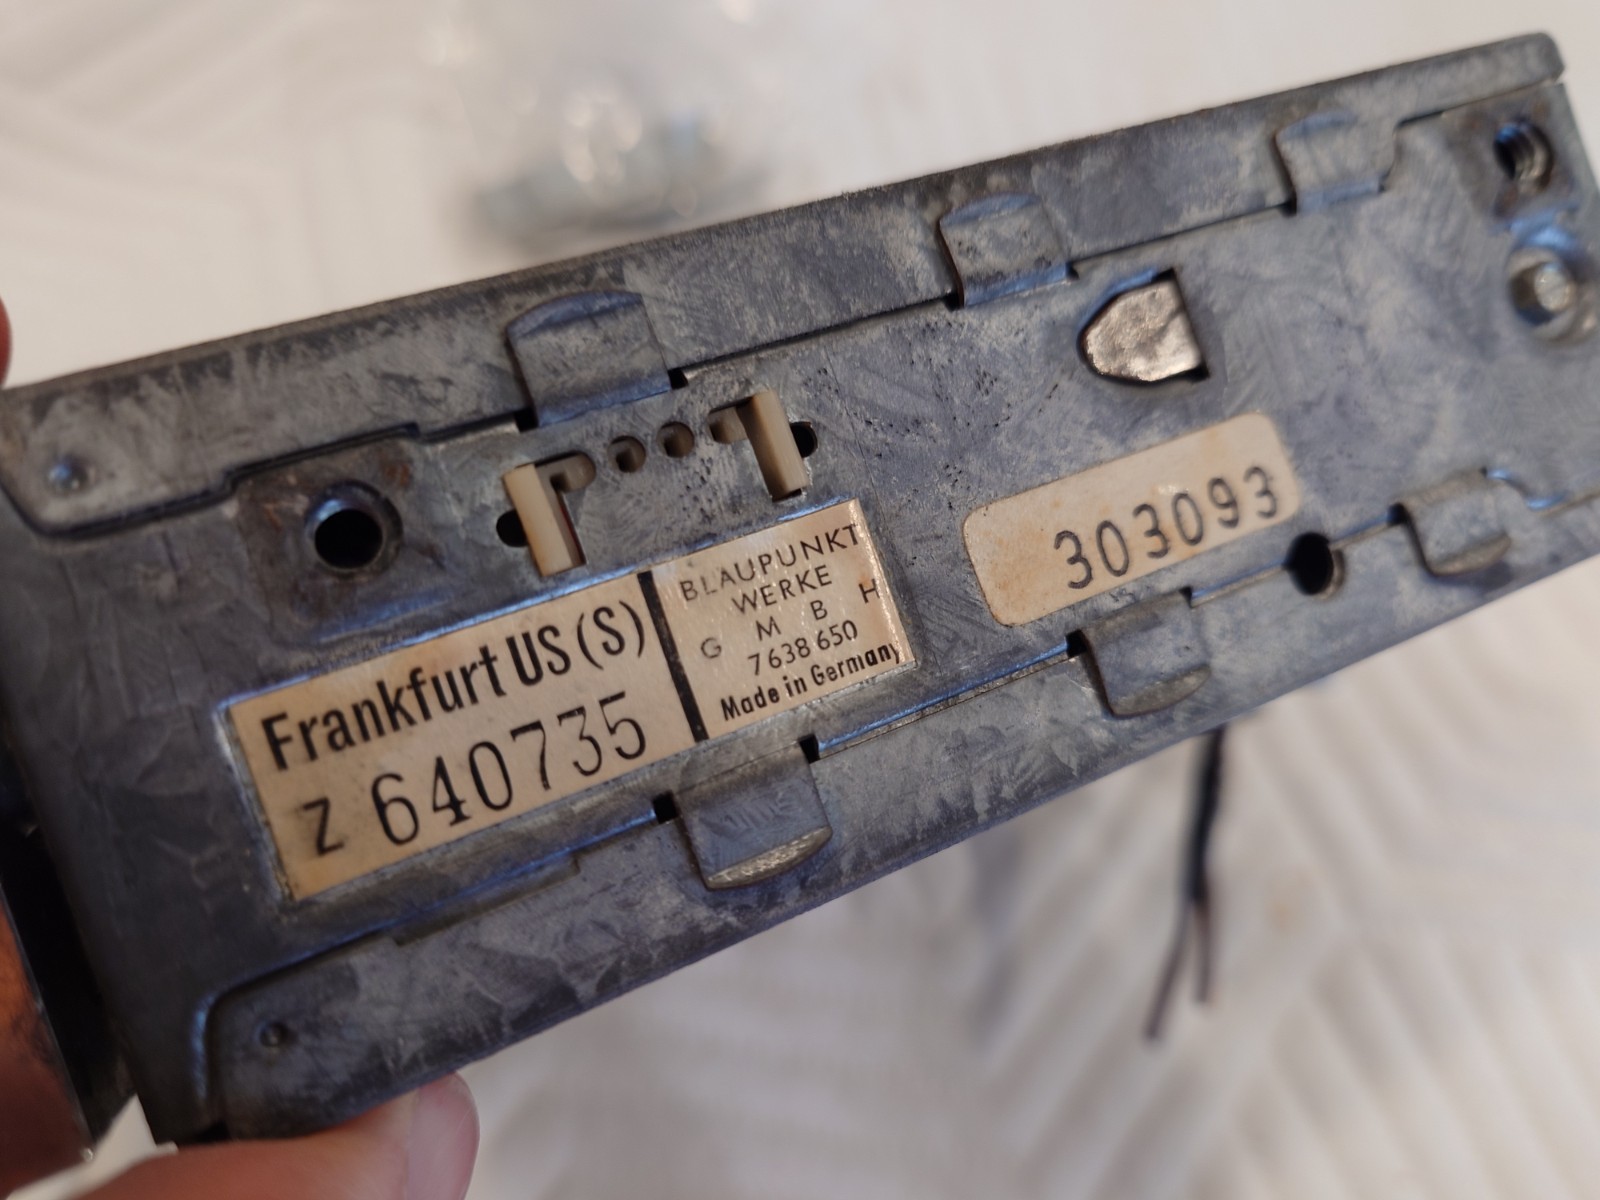 Frankfurt US (S)
Z 640735
BLAUPUNKT
WERKE
G M B H
7 638 650
Made in Germany
303093